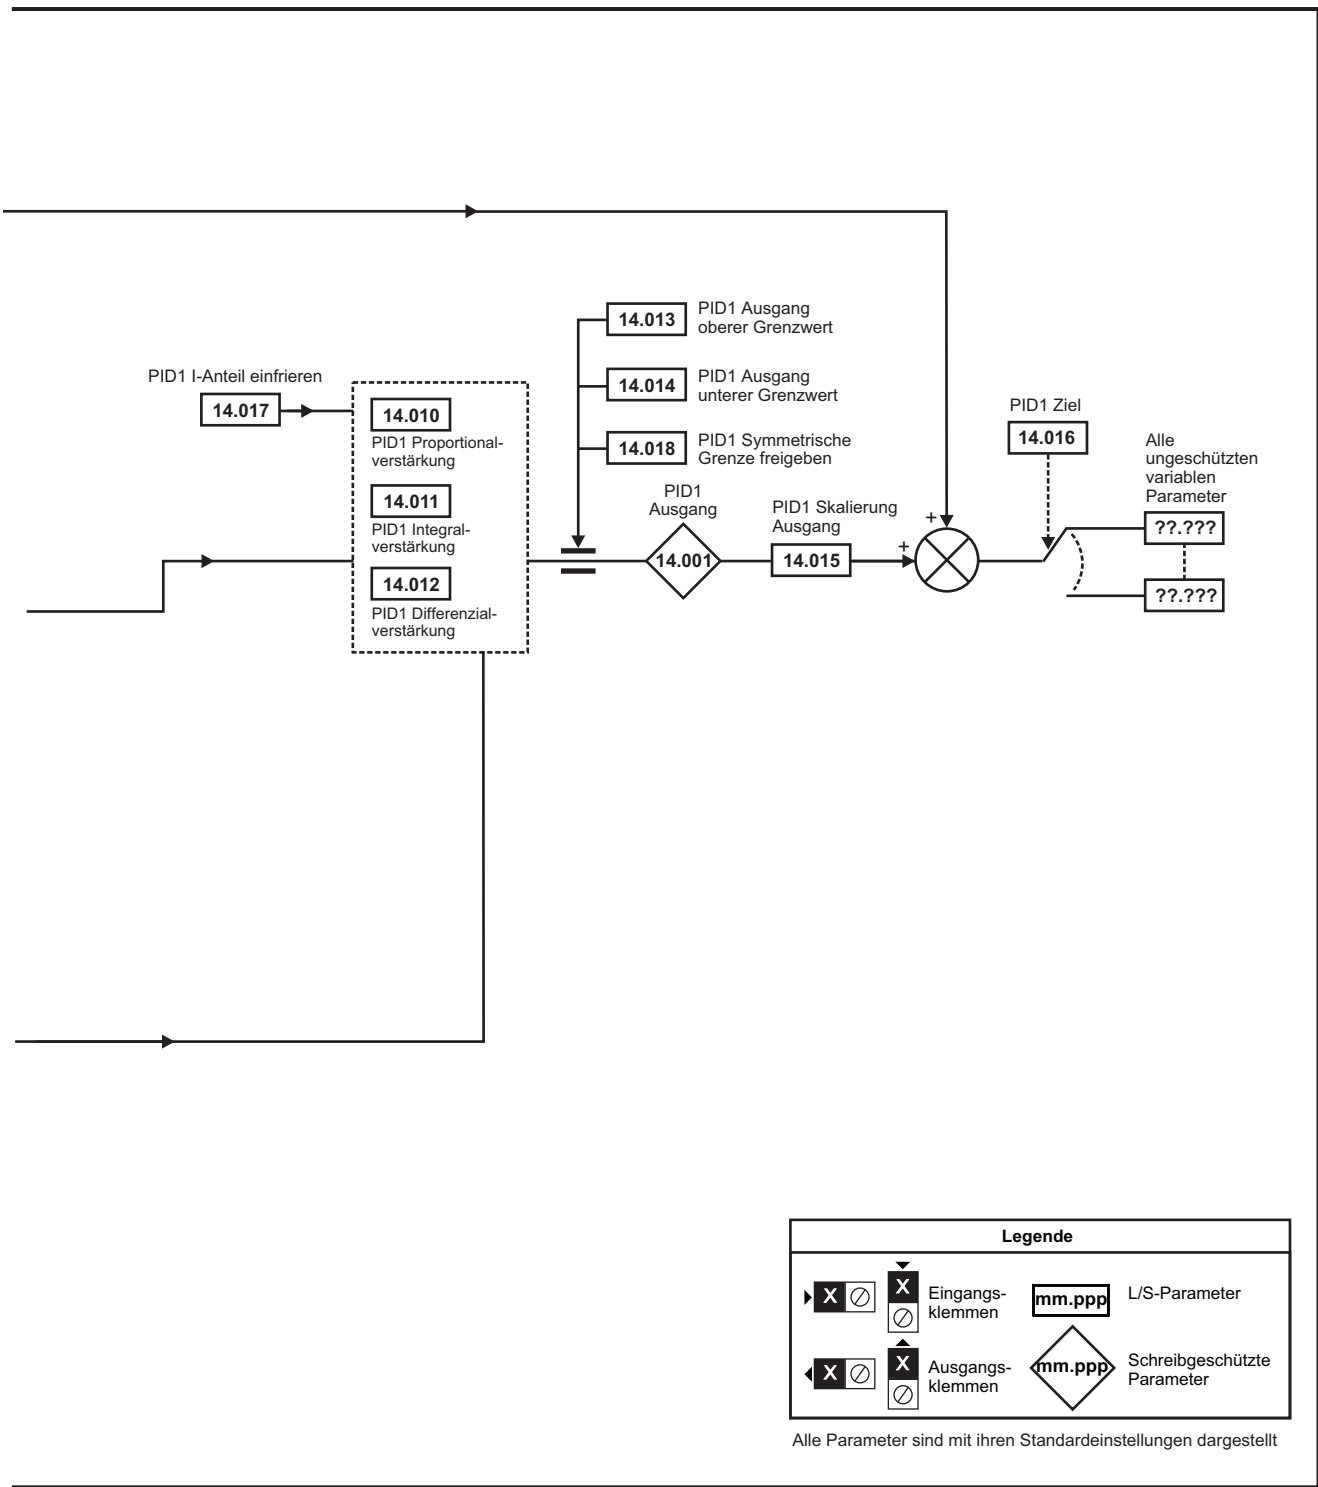 PID1 Ausgang
oberer Grenzwert
14.013
PID1 I-Anteil einfrieren
14.017
14.010
PID1 Proportional-
verstärkung
14.011
PID1 Integral-
verstärkung
14.012
PID1 Differenzial-
verstärkung
14.014
PID1 Ausgang
unterer Grenzwert
14.018
PID1 Symmetrische
Grenze freigeben
PID1
Ausgang
14.001
PID1 Skalierung
Ausgang
14.015
+
+
PID1 Ziel
14.016
Alle
ungeschützten
variablen
Parameter
??.???
??.???
Legende
X
X
Eingangs-
klemmen
mm.ppp
L/S-Parameter
X
X
Ausgangs-
klemmen
mm.ppp
Schreibgeschützte
Parameter
Alle Parameter sind mit ihren Standardeinstellungen dargestellt